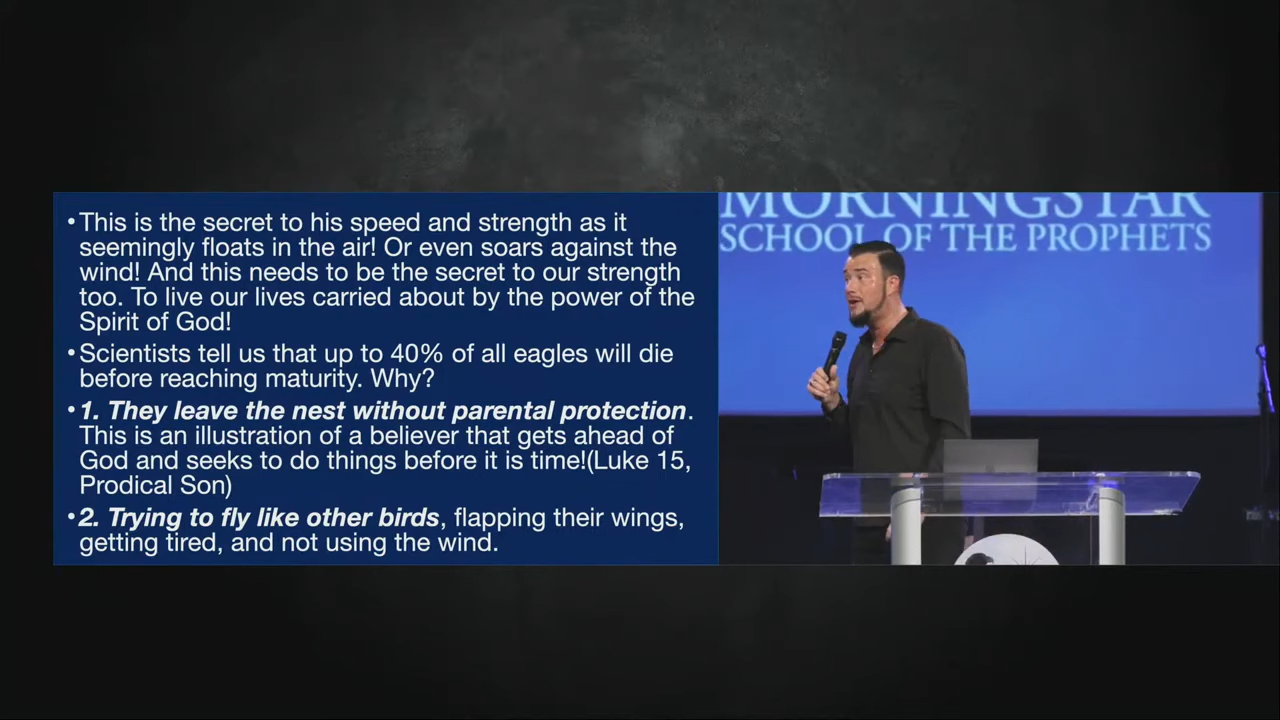 •This is the secret to his speed and strength as it
seemingly floats in the air! Or even soars against the
wind! And this needs to be the secret to our strength
too. To live our lives carried about by the power of the
Spirit of God!
•Scientists tell us that up to 40% of all eagles will die
before reaching maturity. Why?
•1. They leave the nest without parental protection.
This is an illustration of a believer that gets ahead of
God and seeks to do things before it is time!(Luke 15,
Prodical Son)
•2. Trying to fly like other birds, flapping their wings,
getting tired, and not using the wind.
MORNINGSTAR
SCHOOL OF THE PROPHETS